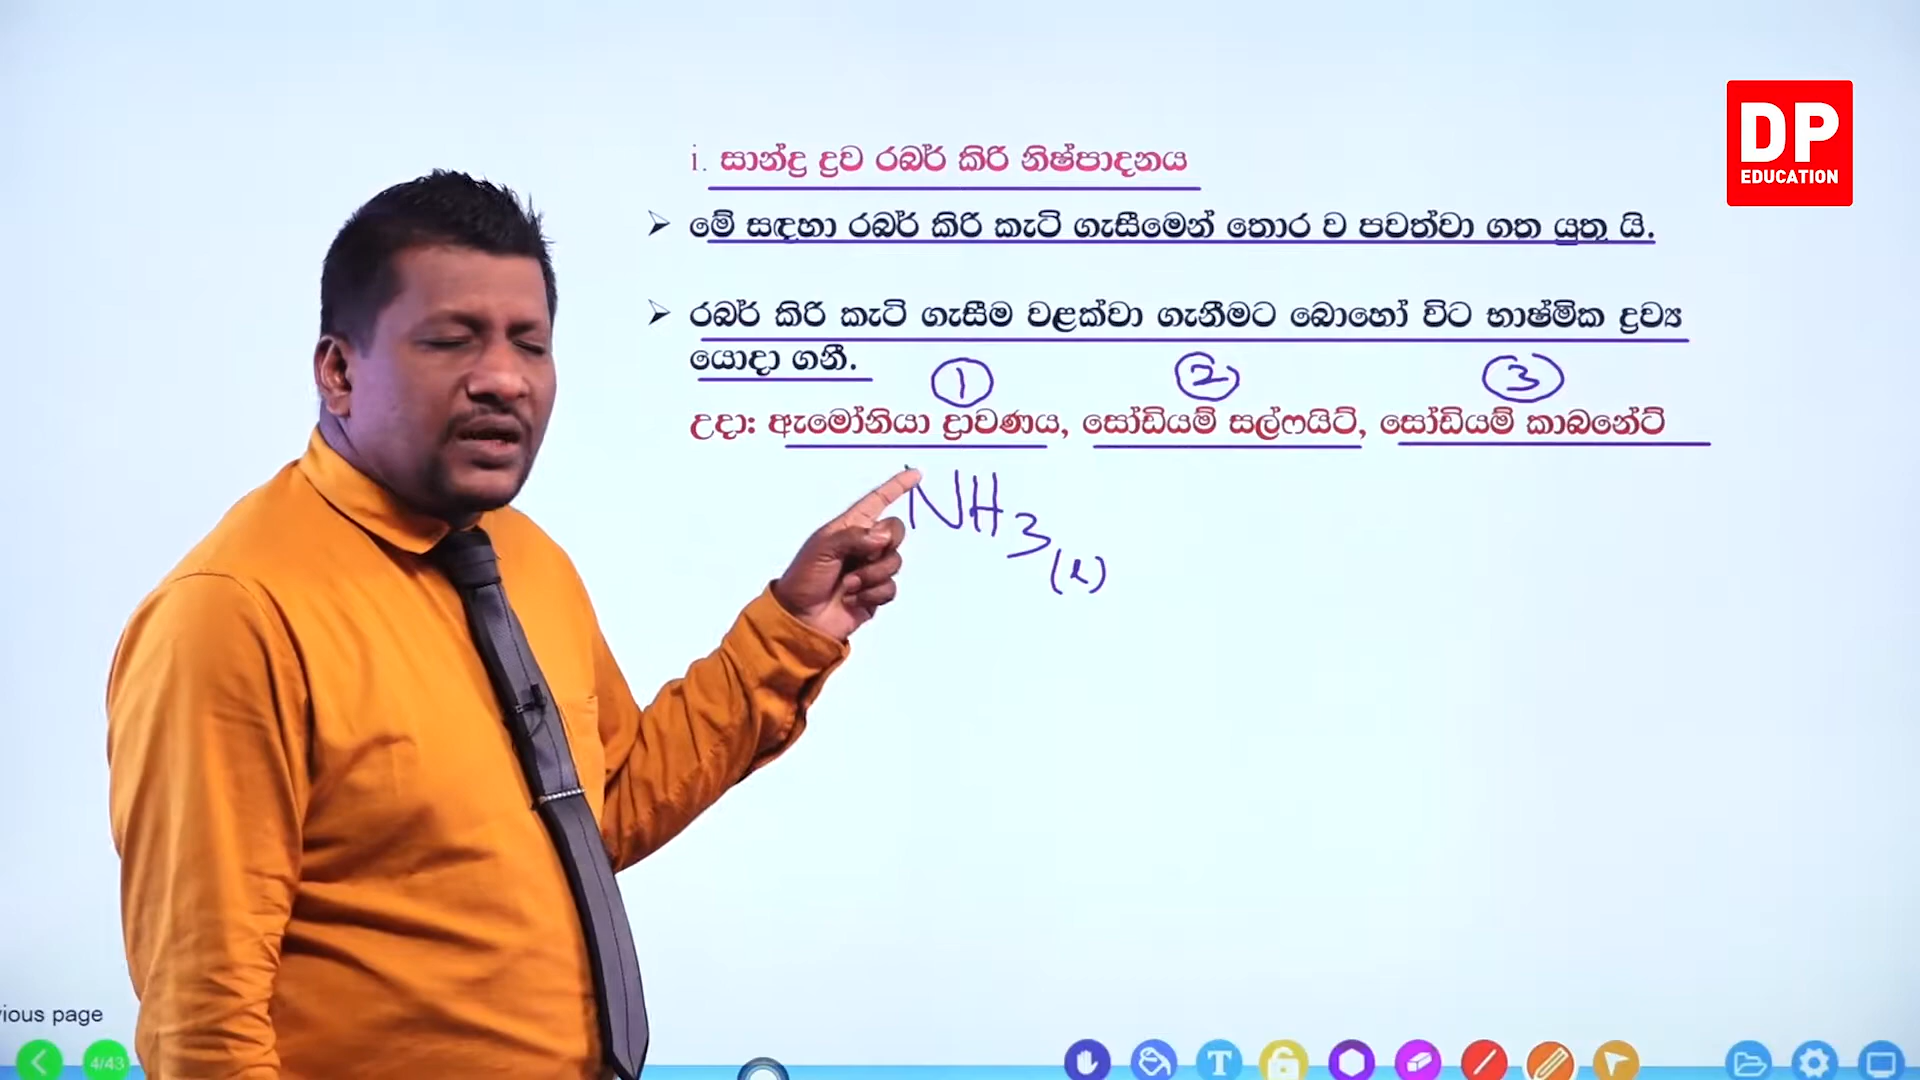 DP
EDUCATION
i. සාන්ද්‍ර ද්‍රව රබර් කිරි නිෂ්පාදනය
➢ මේ සඳහා රබර් කිරි කැටි ගැසීමෙන් තොර ව පවත්වා ගත යුතු යි.
➢ රබර් කිරි කැටි ගැසීම වළක්වා ගැනීමට බොහෝ විට භාෂ්මික ද්‍රව්‍ය
යොදා ගනී.
① ② ③
උදා: ඇමෝනියා ද්‍රාවණය, සෝඩියම් සල්ෆයිට්, සෝඩියම් කාබනේට්
NH3(l)
ious page
4/43
T